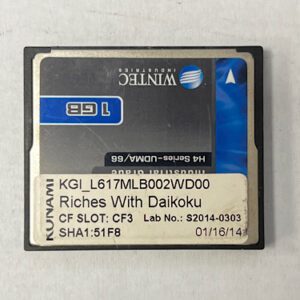 WINTEC
INDUSTRIES
1 GB
H4 Series-UDMA/66
Industrial Grade
KONAMI
KGI_L617MLB002WD00
Riches With Daikoku
CF SLOT: CF3 Lab No.: S2014-0303
SHA1:51F8 01/16/14